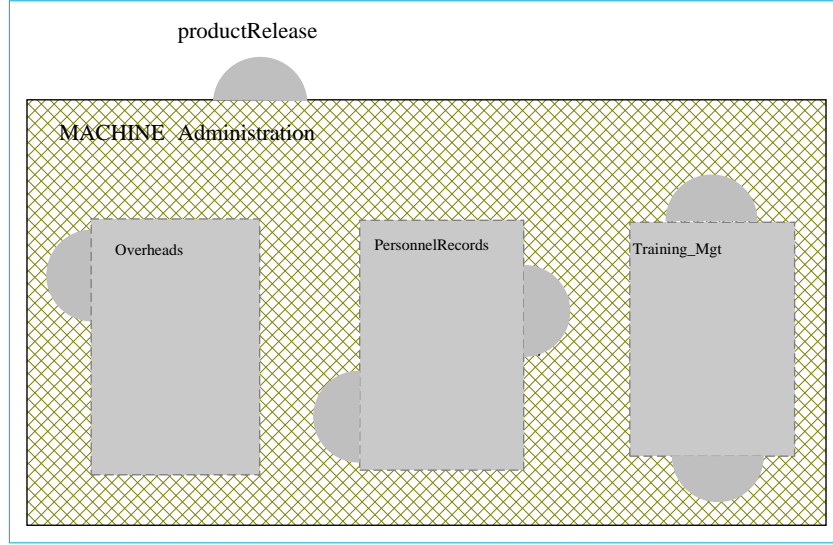 productRelease
MACHINE Administration
Overheads
PersonnelRecords
Training_Mgt